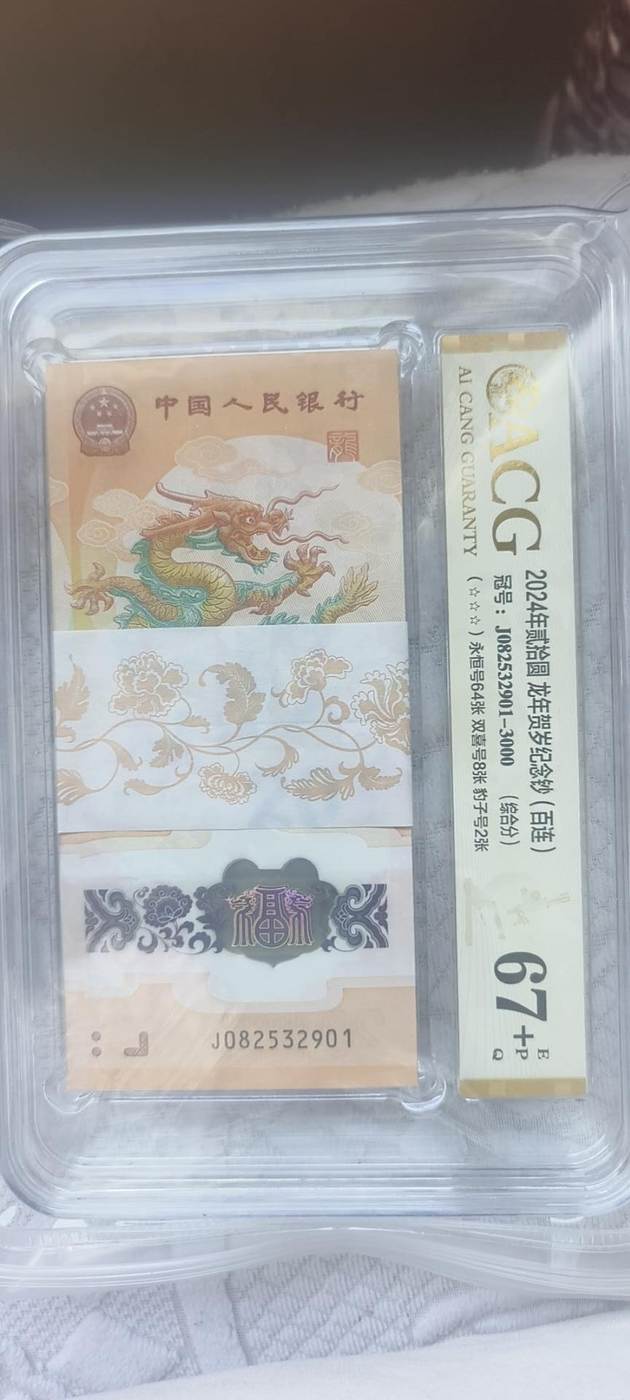 中国人民银行
龍
福
J082532901
ACG
AI CANG GUARANTY
2024年贰拾圆 龙年贺岁纪念钞（百连）
冠号：J082532901-3000 （综合分）
（☆☆☆）永恒号64张 双喜号8张 豹子号2张
67+
E
P
Q